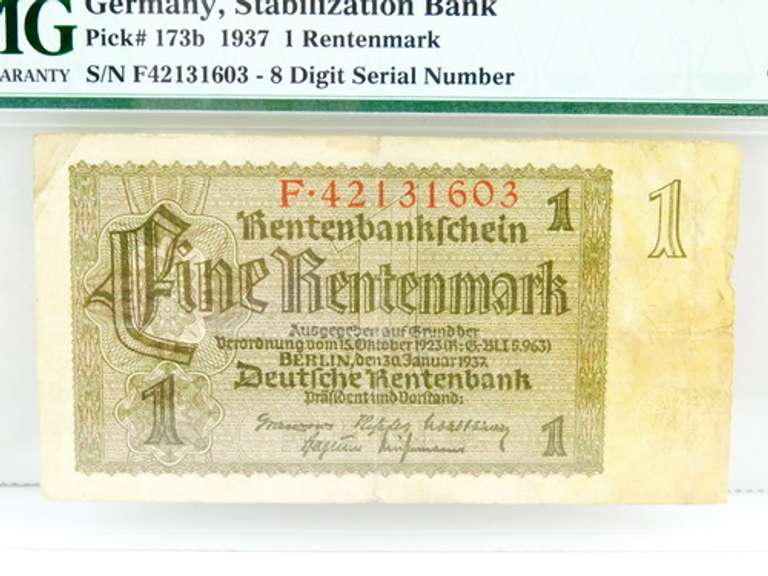 Germany, Stabilization Bank
MG
Pick# 173b 1937 1 Rentenmark
ARANTY
S/N F42131603 - 8 Digit Serial Number
F·42131603
1
1
Rentenbankschein
Eine Rentenmark
Ausgegeben auf Grund der
Verordnung vom 15. Oktober 1923 (R.-G.-Bl. I S. 963)
BERLIN, den 30. Januar 1937
Deutsche Rentenbank
Präsident und Vorstand:
1
1